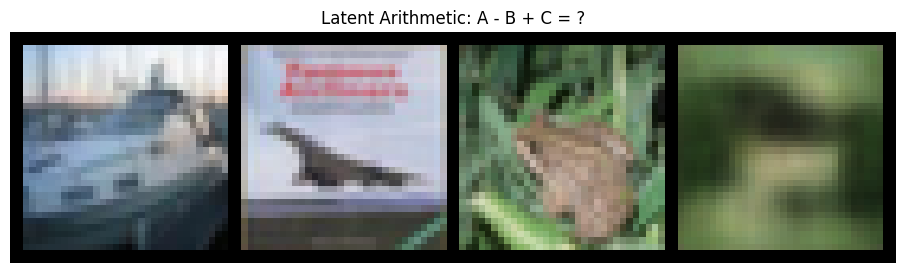 Latent Arithmetic: A - B + C = ?